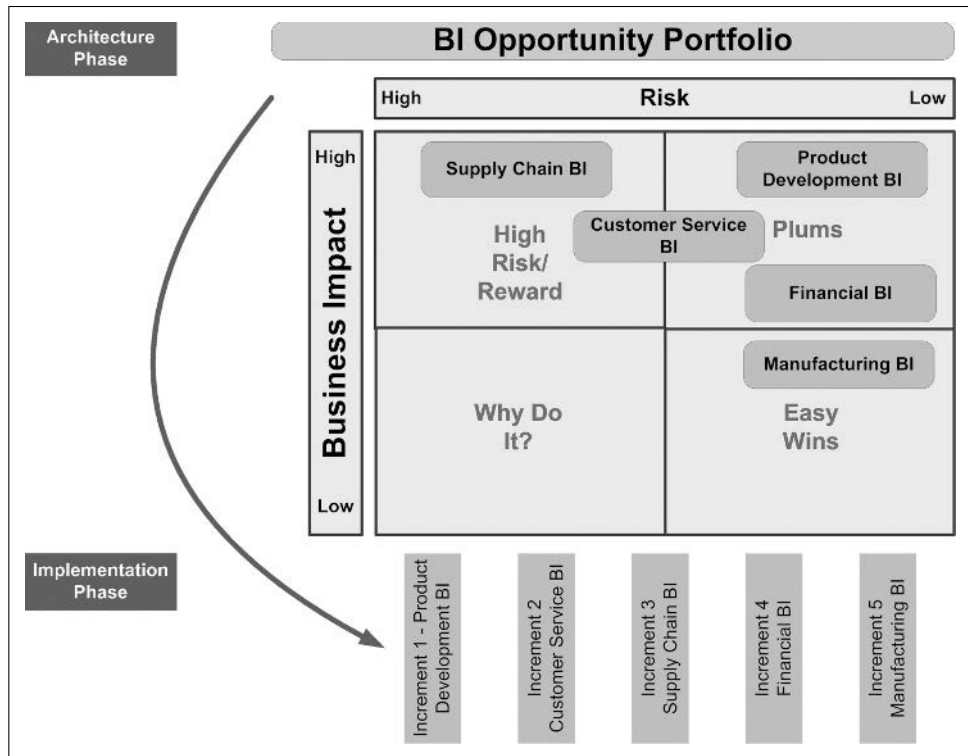 Architecture
Phase
BI Opportunity Portfolio
High Risk Low
High
Business Impact
Low
Supply Chain BI
Product
Development BI
Customer Service
BI
High
Risk/
Reward
Plums
Financial BI
Manufacturing BI
Why Do
It?
Easy
Wins
Implementation
Phase
Increment 1 - Product
Development BI
Increment 2
Customer Service BI
Increment 3
Supply Chain BI
Increment 4
Financial BI
Increment 5
Manufacturing BI